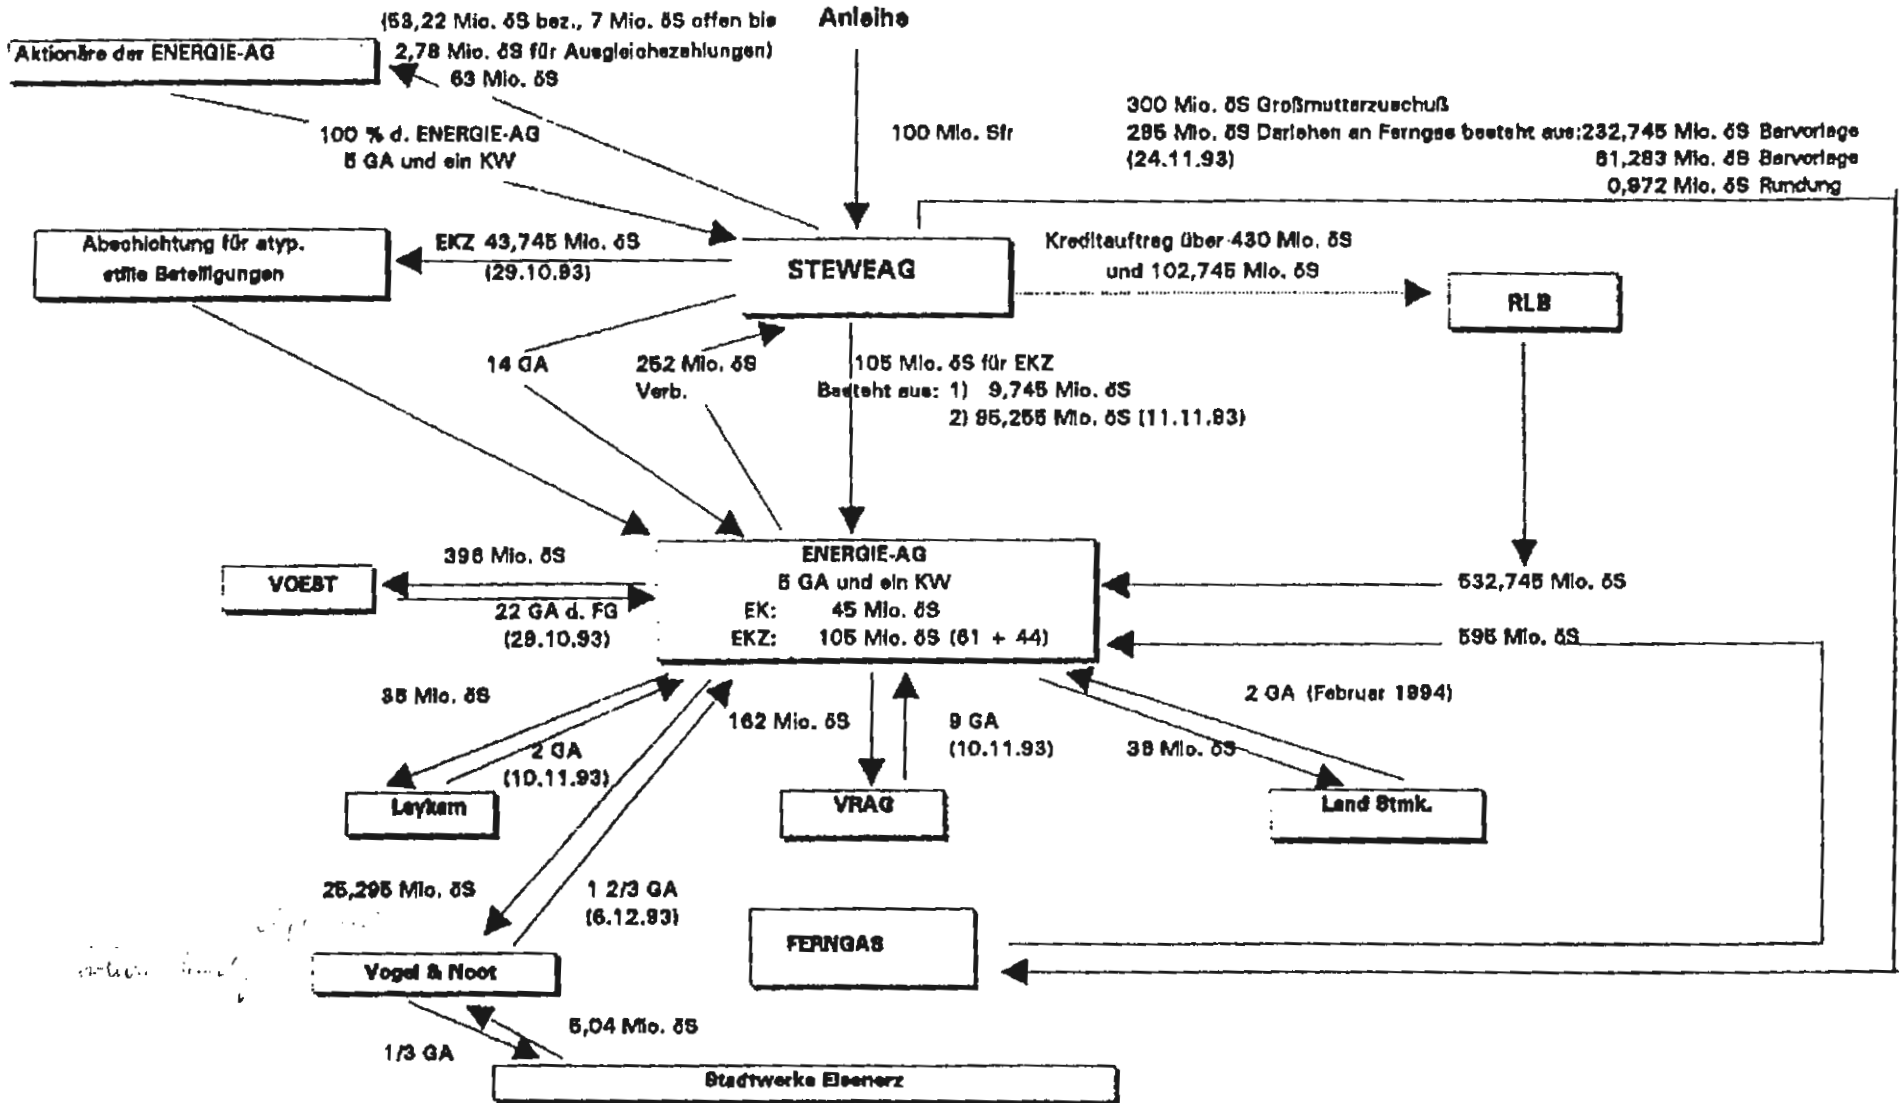 (53,22 Mio. öS bez., 7 Mio. öS offen bis
2,78 Mio. öS für Ausgleichszahlungen)
63 Mio. öS
Anleihe
Aktionäre der ENERGIE-AG
100 % d. ENERGIE-AG
5 GA und ein KW
100 Mio. Sfr
300 Mio. öS Großmutterzuschuß
295 Mio. öS Darlehen an Ferngas besteht aus:232,745 Mio. öS Barvorlage
(24.11.93) 61,283 Mio. öS Barvorlage
0,972 Mio. öS Rundung
Abschichtung für atyp.
stille Beteiligungen
EKZ 43,745 Mio. öS
(29.10.93)
STEWEAG
Kreditauftrag über 430 Mio. öS
und 102,745 Mio. öS
RLB
14 GA
252 Mio. öS
Verb.
105 Mio. öS für EKZ
Besteht aus: 1) 9,745 Mio. öS
2) 95,255 Mio. öS (11.11.93)
ENERGIE-AG
5 GA und ein KW
EK: 45 Mio. öS
EKZ: 105 Mio. öS (61 + 44)
VOEST
396 Mio. öS
22 GA d. FG
(29.10.93)
532,745 Mio. öS
595 Mio. öS
36 Mio. öS
2 GA
(10.11.93)
162 Mio. öS
9 GA
(10.11.93)
2 GA (Februar 1994)
36 Mio. öS
Leykam
VRAG
Land Stmk.
25,295 Mio. öS
1 2/3 GA
(6.12.93)
FERNGAS
Vogel & Noot
5,04 Mio. öS
1/3 GA
Stadtwerke Eisenerz